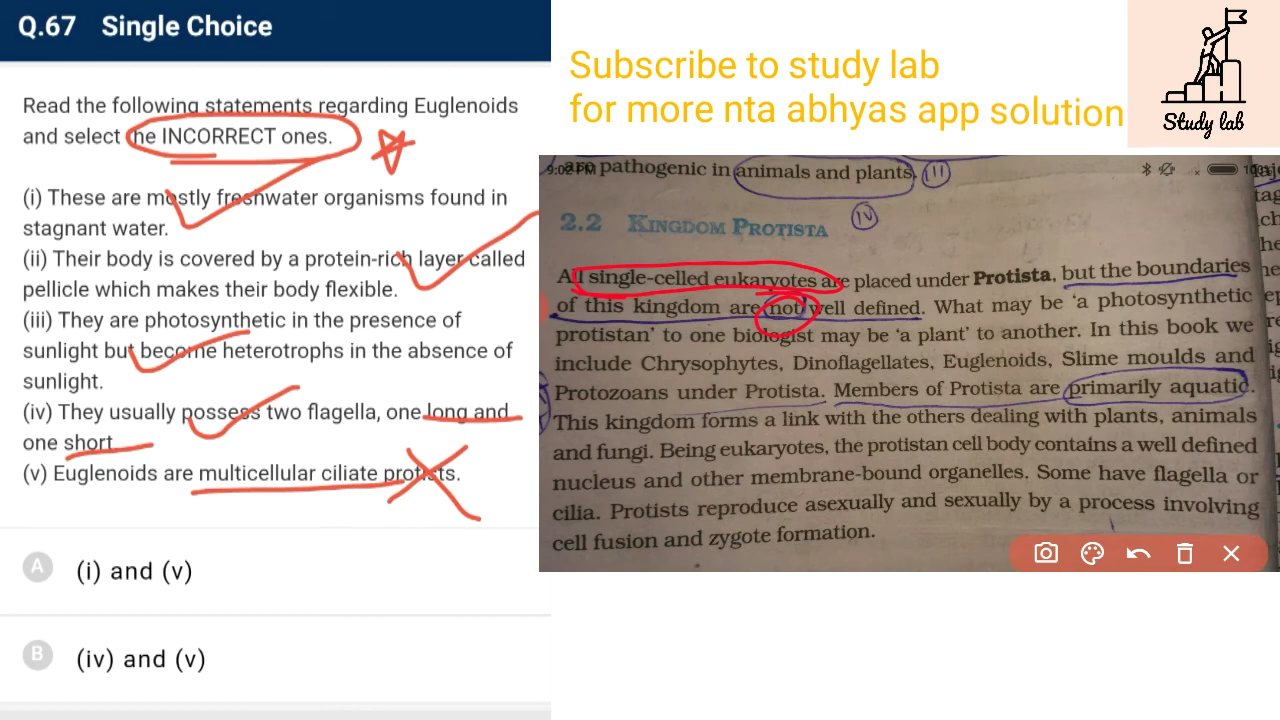 Q.67 Single Choice
Read the following statements regarding Euglenoids
and select the INCORRECT ones.
(i) These are mostly freshwater organisms found in
stagnant water.
(ii) Their body is covered by a protein-rich layer called
pellicle which makes their body flexible.
(iii) They are photosynthetic in the presence of
sunlight but become heterotrophs in the absence of
sunlight.
(iv) They usually possess two flagella, one long and
one short.
(v) Euglenoids are multicellular ciliate protists.
A (i) and (v)
B (iv) and (v)
Subscribe to study lab
for more nta abhyas app solution
Study lab
9:02 PM
are pathogenic in animals and plants. (11)
(IV)
2.2 KINGDOM PROTISTA
All single-celled eukaryotes are placed under Protista, but the boundaries
of this kingdom are not well defined. What may be 'a photosynthetic
protistan' to one biologist may be 'a plant' to another. In this book we
include Chrysophytes, Dinoflagellates, Euglenoids, Slime moulds and
Protozoans under Protista. Members of Protista are primarily aquatic.
This kingdom forms a link with the others dealing with plants, animals
and fungi. Being eukaryotes, the protistan cell body contains a well defined
nucleus and other membrane-bound organelles. Some have flagella or
cilia. Protists reproduce asexually and sexually by a process involving
cell fusion and zygote formation.